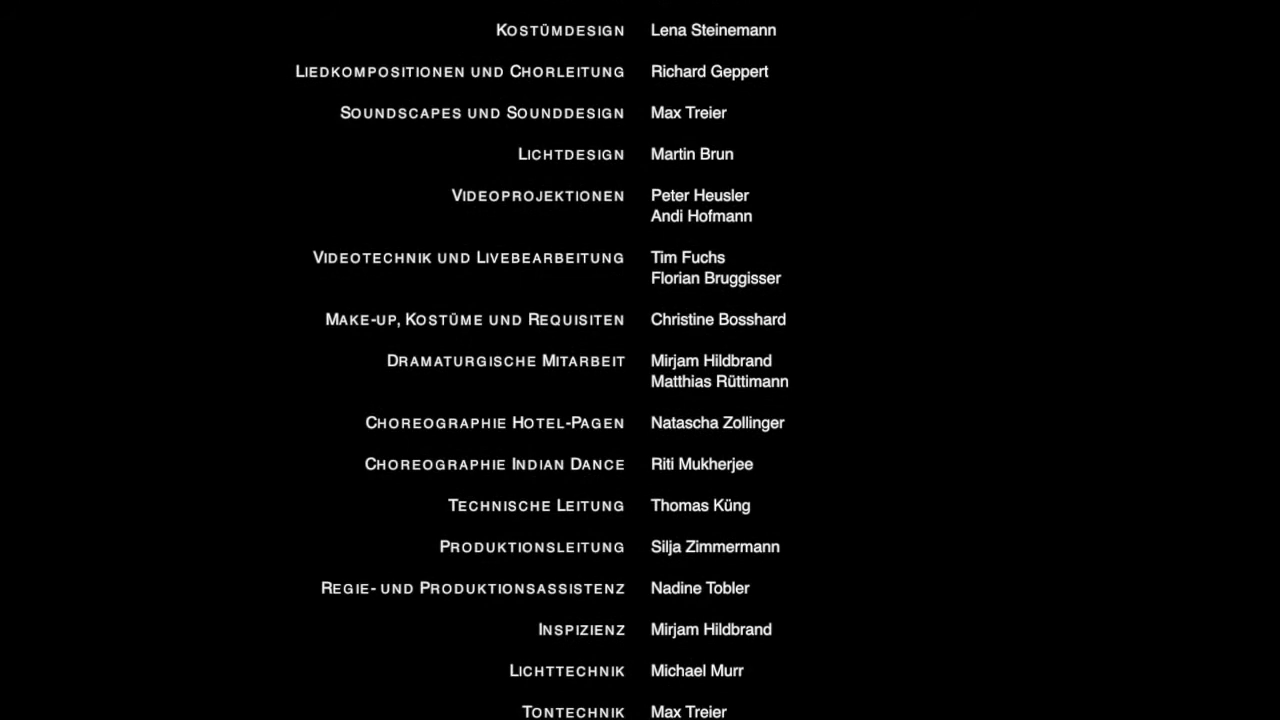 KOSTÜMDESIGN Lena Steinemann
LIEDKOMPOSITIONEN UND CHORLEITUNG Richard Geppert
SOUNDSCAPES UND SOUNDDESIGN Max Treier
LICHTDESIGN Martin Brun
VIDEOPROJEKTIONEN Peter Heusler
Andi Hofmann
VIDEOTECHNIK UND LIVEBEARBEITUNG Tim Fuchs
Florian Bruggisser
MAKE-UP, KOSTÜME UND REQUISITEN Christine Bosshard
DRAMATURGISCHE MITARBEIT Mirjam Hildbrand
Matthias Rüttimann
CHOREOGRAPHIE HOTEL-PAGEN Natascha Zollinger
CHOREOGRAPHIE INDIAN DANCE Riti Mukherjee
TECHNISCHE LEITUNG Thomas Küng
PRODUKTIONSLEITUNG Silja Zimmermann
REGIE- UND PRODUKTIONSASSISTENZ Nadine Tobler
INSPIZIENZ Mirjam Hildbrand
LICHTTECHNIK Michael Murr
TONTECHNIK Max Treier